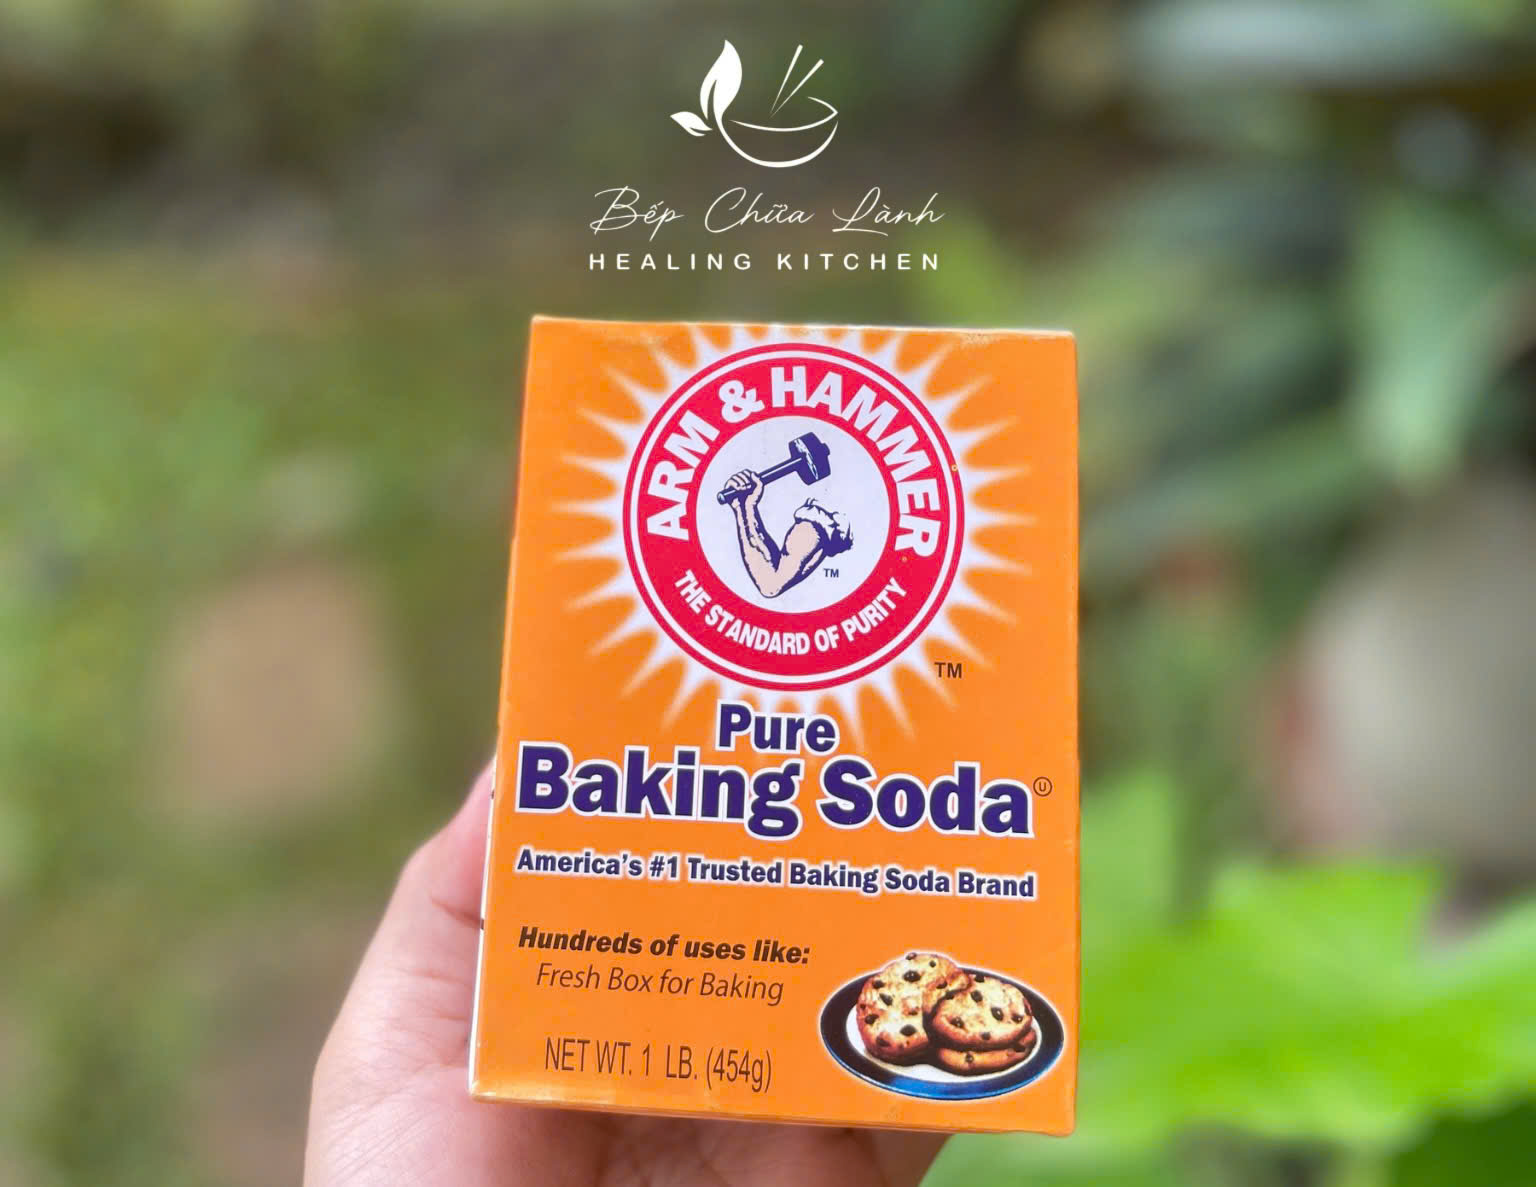 Bếp Chữa Lành
HEALING KITCHEN
ARM & HAMMER
TM
THE STANDARD OF PURITY
TM
Pure
Baking Soda
U
America's #1 Trusted Baking Soda Brand
Hundreds of uses like:
Fresh Box for Baking
NET WT. 1 LB. (454g)